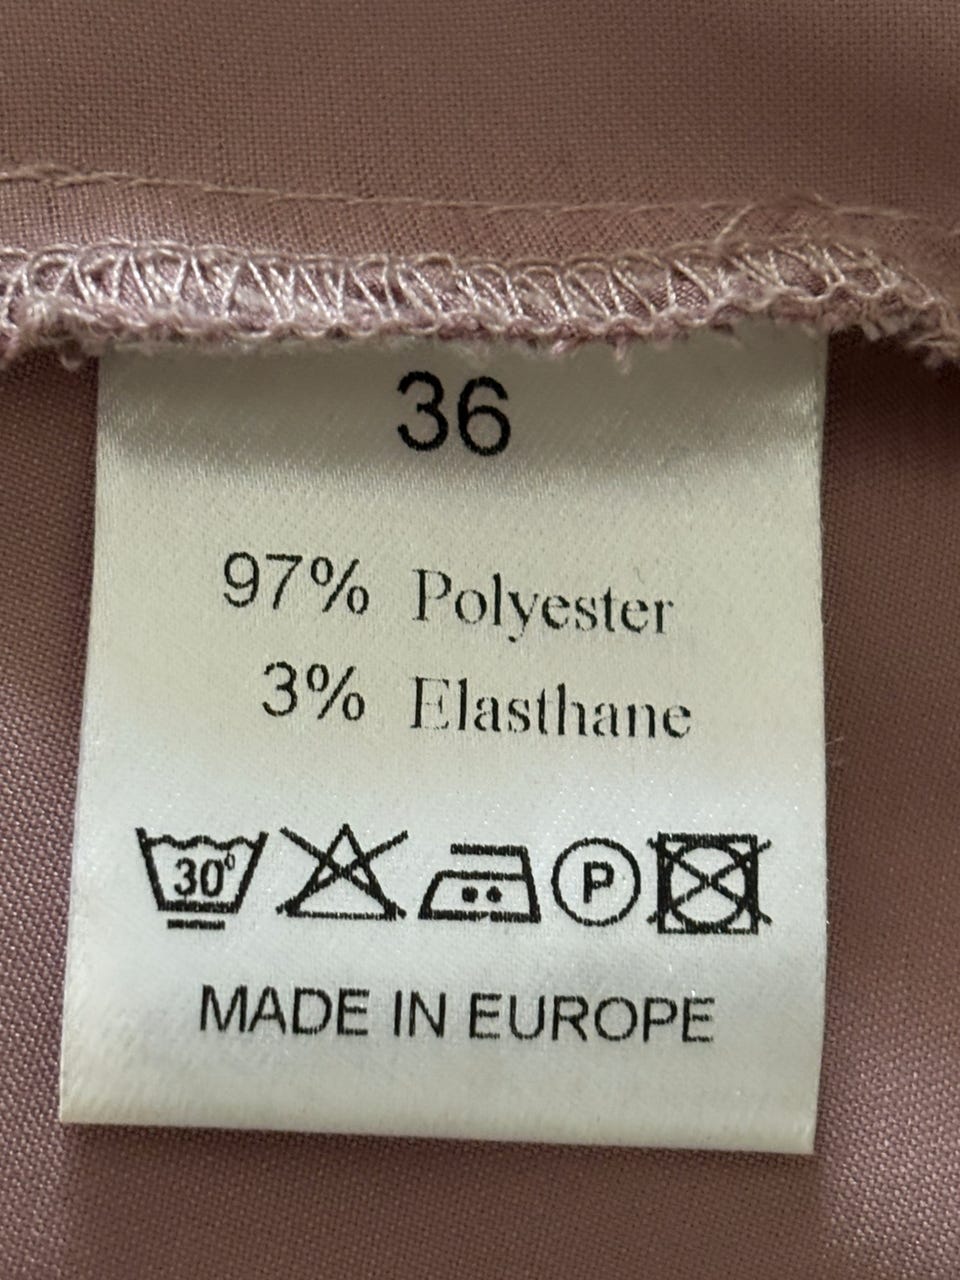 36
97% Polyester
3% Elasthane
30° P
MADE IN EUROPE